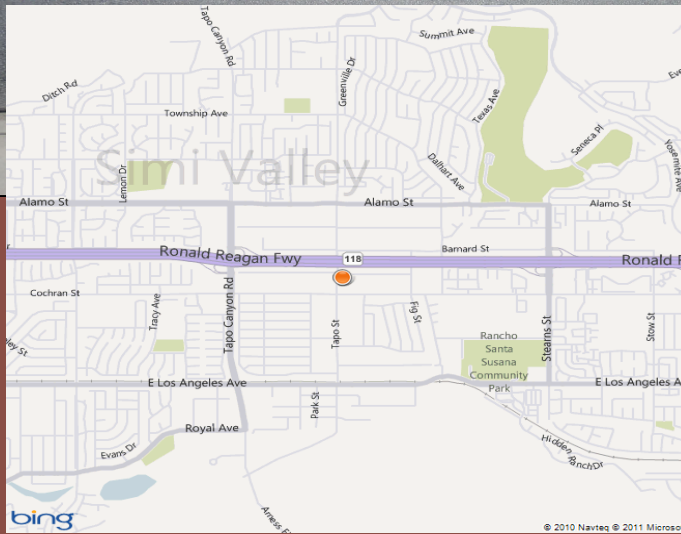 Tapo Canyon Rd
Summit Ave
Greenville Dr
Ditch Rd
Texas Ave
Township Ave
Seneca Pl
Yosemite Ave
Simi Valley
Lemon Dr
Dalhart Ave
Alamo St
Alamo St
Alamo St
Barnard St
Ronald Reagan Fwy
118
Ronald
Cochran St
Tracy Ave
Tapo Canyon Rd
Tapo St
Fig St
Stow St
Stearns St
Rancho
Santa
Susana
Community
Park
E Los Angeles Ave
E Los Angeles A
Park St
Royal Ave
Evans Dr
Hidden Ranch Dr
bing
© 2010 Navteq © 2011 Microso